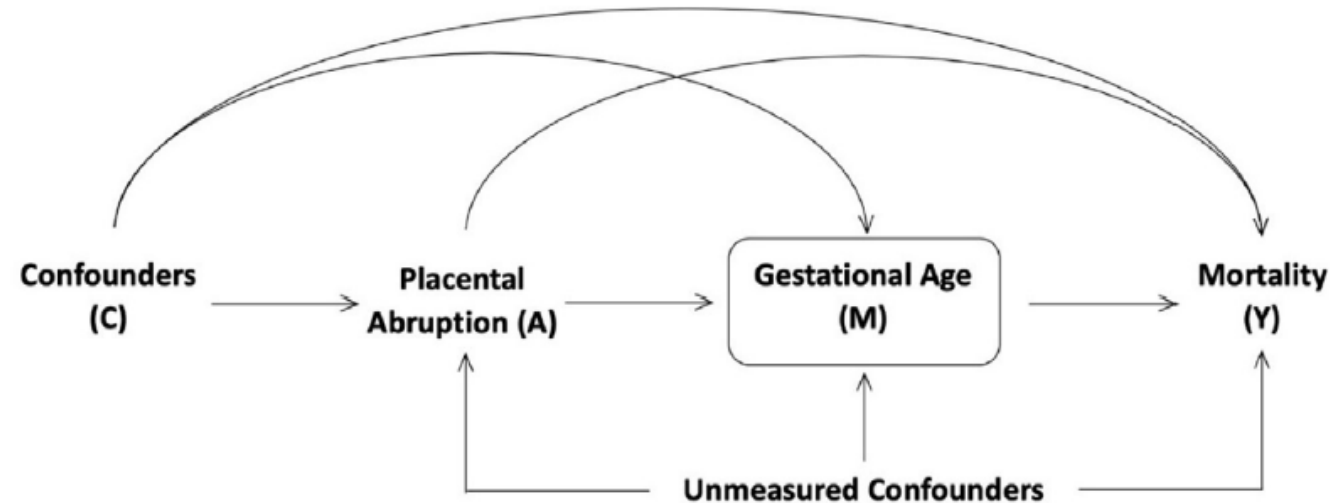 Confounders
(C)
Placental
Abruption (A)
Gestational Age
(M)
Mortality
(Y)
Unmeasured Confounders